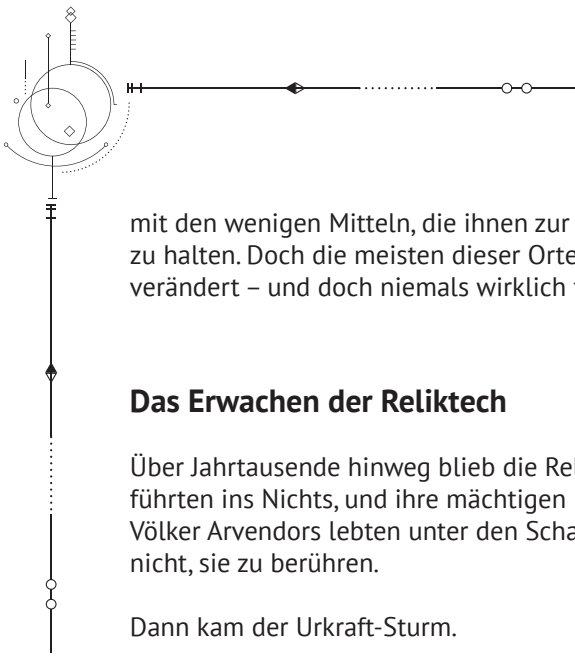 mit den wenigen Mitteln, die ihnen zur
zu halten. Doch die meisten dieser Orte
verändert – und doch niemals wirklich
Das Erwachen der Reliktech
Über Jahrtausende hinweg blieb die Rel
führten ins Nichts, und ihre mächtigen
Völker Arvendors lebten unter den Scha
nicht, sie zu berühren.
Dann kam der Urkraft-Sturm.